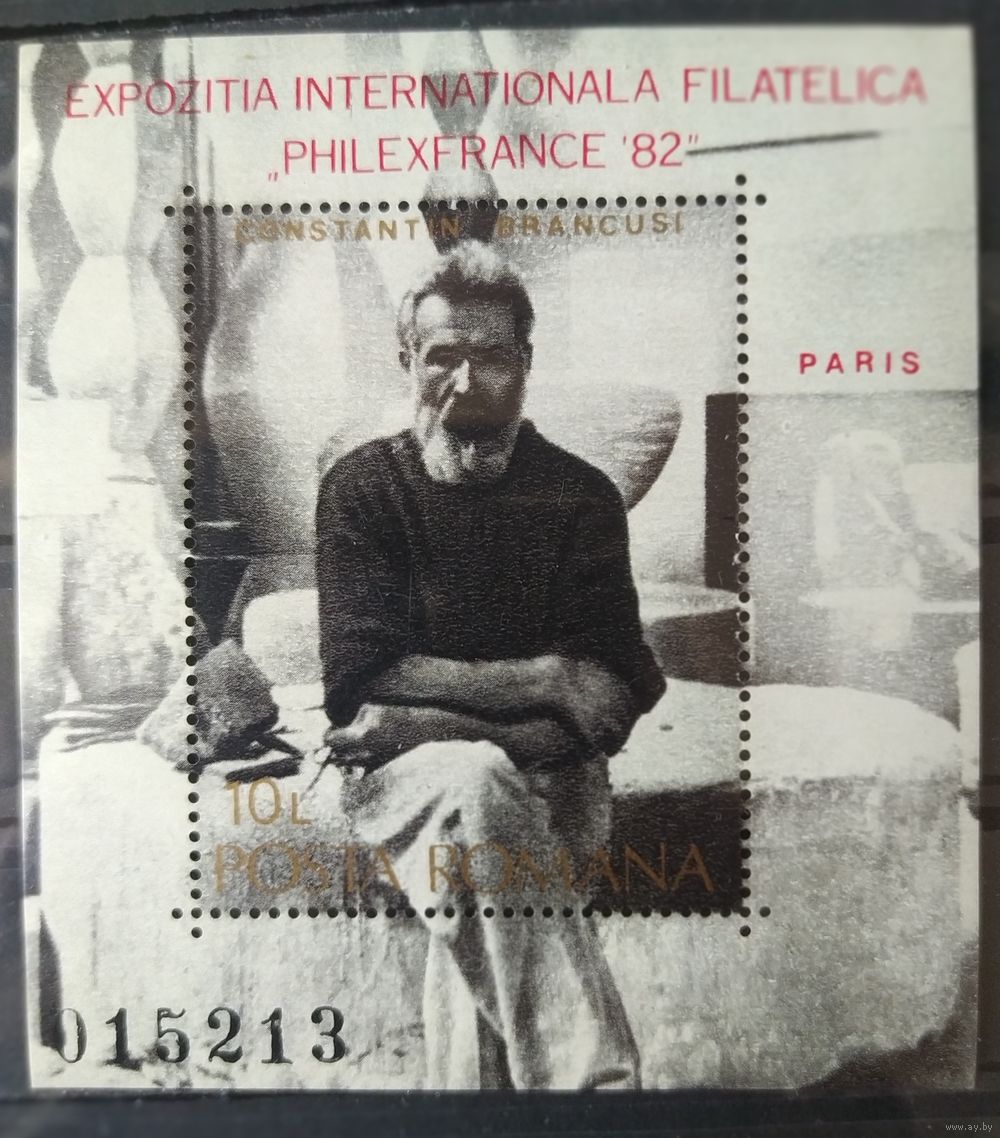 EXPOZITIA INTERNATIONALA FILATELICA
„PHILEXFRANCE '82”
CONSTANTIN BRANCUSI
PARIS
10L
POSTA ROMANA
015213
www.ay.by